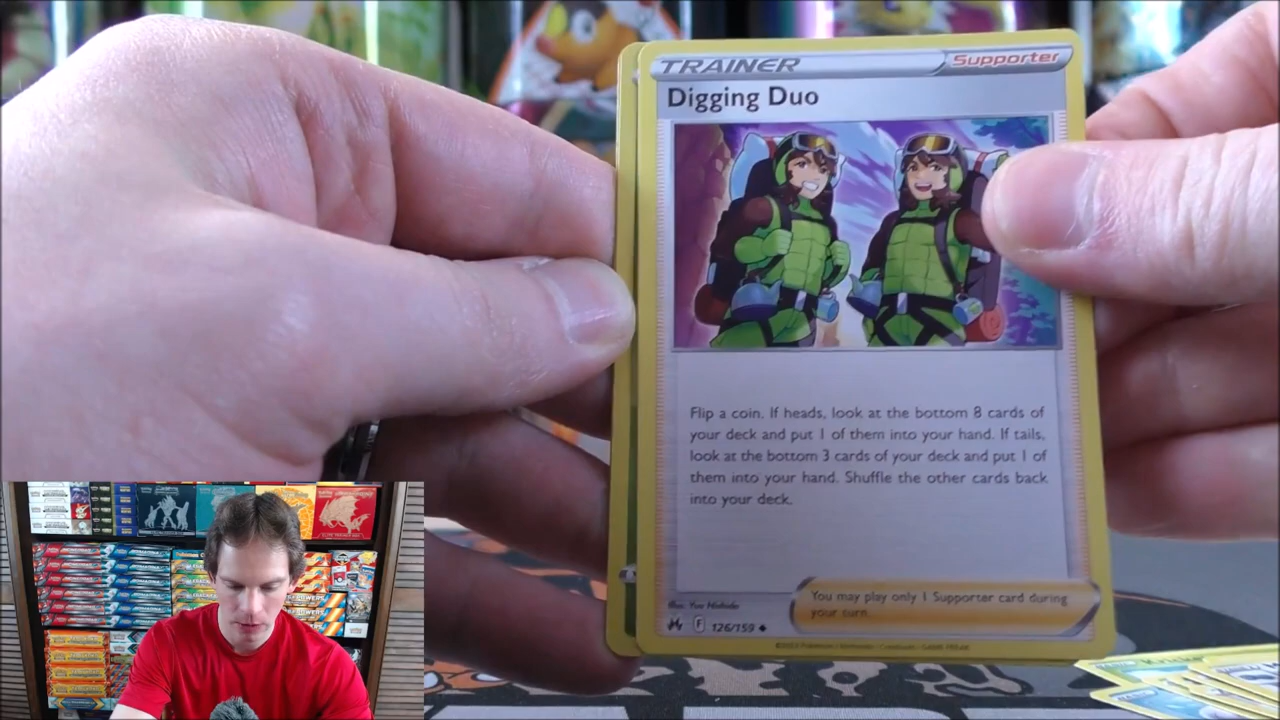 TRAINER
Supporter
Digging Duo
Flip a coin. If heads, look at the bottom 8 cards of
your deck and put 1 of them into your hand. If tails,
look at the bottom 3 cards of your deck and put 1 of
them into your hand. Shuffle the other cards back
into your deck.
Illus. Yuu Nishida
You may play only 1 Supporter card during
your turn.
F
126/159